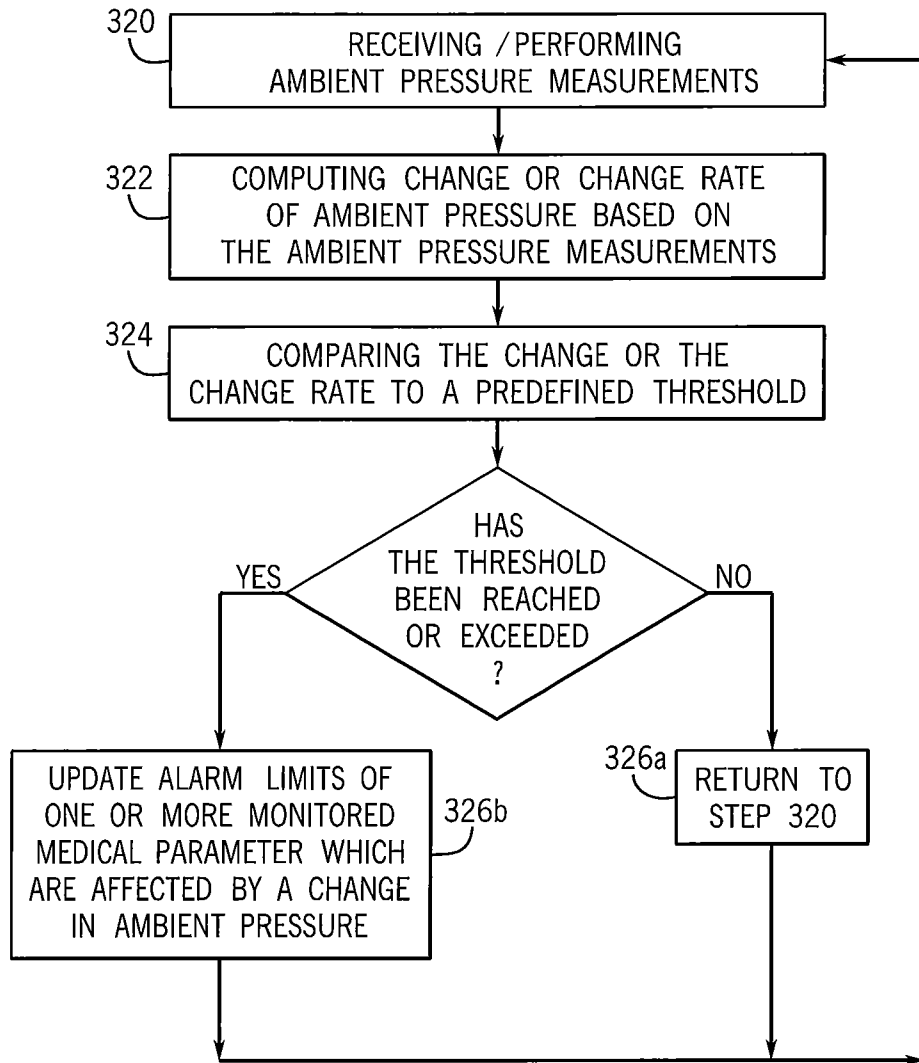 320
RECEIVING / PERFORMING
AMBIENT PRESSURE MEASUREMENTS
322
COMPUTING CHANGE OR CHANGE RATE
OF AMBIENT PRESSURE BASED ON
THE AMBIENT PRESSURE MEASUREMENTS
324
COMPARING THE CHANGE OR THE
CHANGE RATE TO A PREDEFINED THRESHOLD
HAS
THE THRESHOLD
BEEN REACHED
OR EXCEEDED
?
YES
NO
UPDATE ALARM LIMITS OF
ONE OR MORE MONITORED
MEDICAL PARAMETER WHICH
ARE AFFECTED BY A CHANGE
IN AMBIENT PRESSURE
326b
326a
RETURN TO
STEP 320